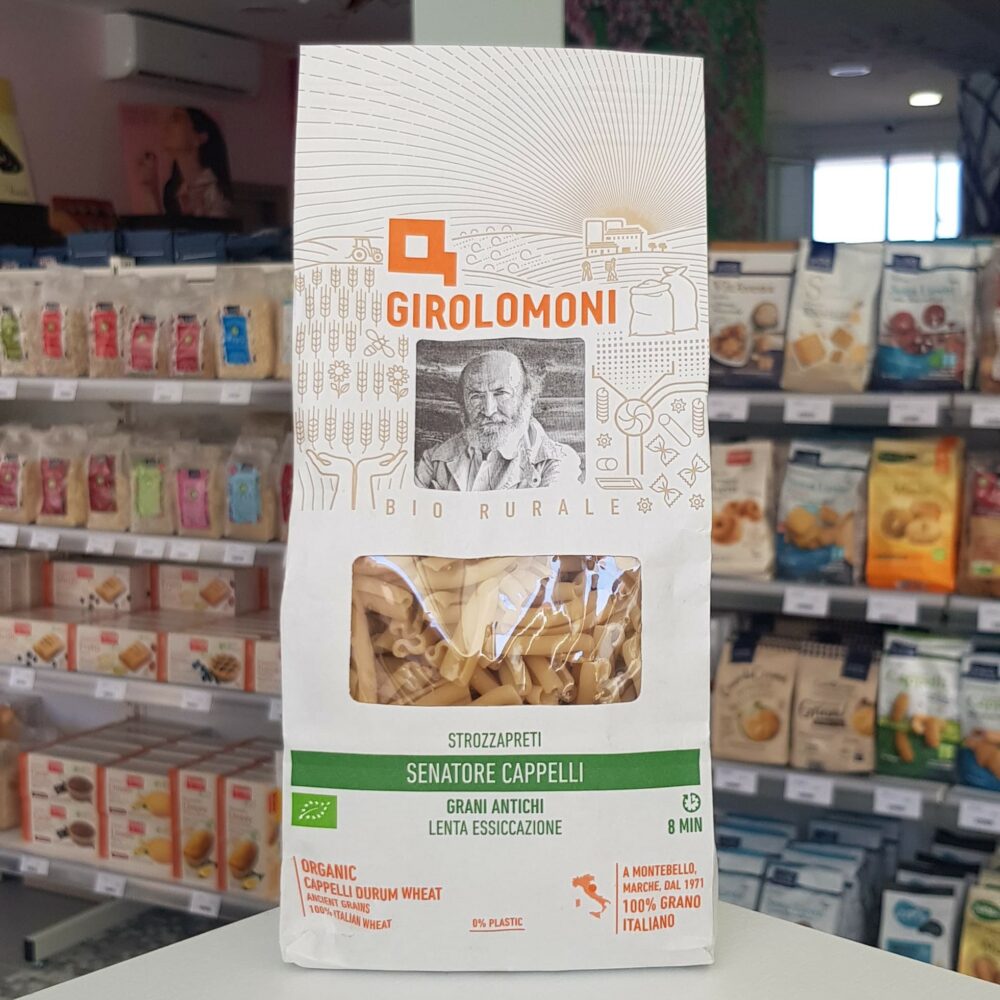 GIROLOMONI
BIO RURALE
STROZZAPRETI
SENATORE CAPPELLI
GRANI ANTICHI
LENTA ESSICCAZIONE
8 MIN
ORGANIC
CAPPELLI DURUM WHEAT
ANCIENT GRAINS
100% ITALIAN WHEAT
0% PLASTIC
A MONTEBELLO,
MARCHE, DAL 1971
100% GRANO
ITALIANO